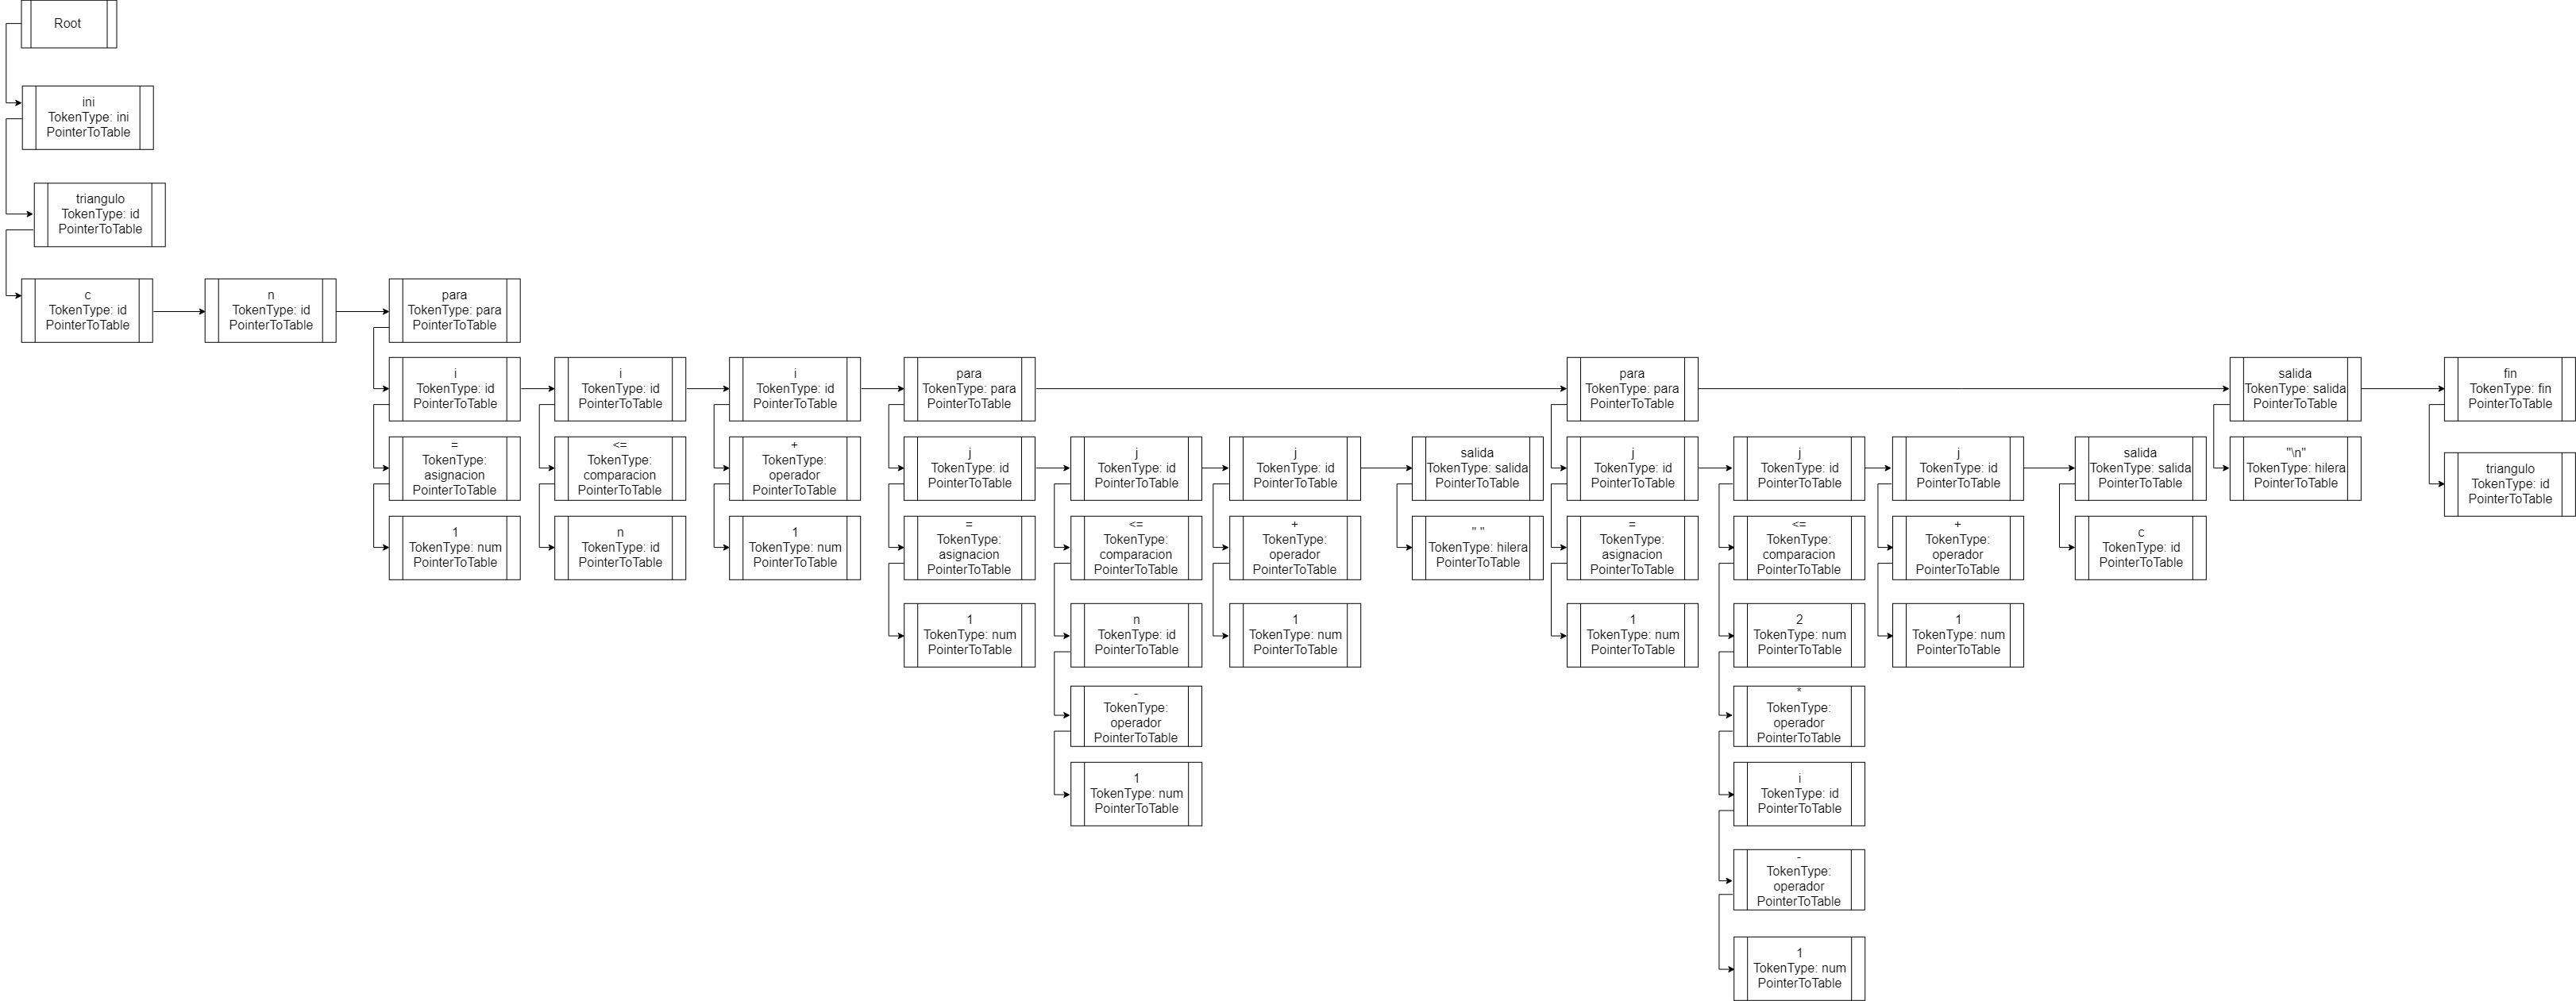 Root
ini
TokenType: ini
PointerToTable
triangulo
TokenType: id
PointerToTable
c
TokenType: id
PointerToTable
n
TokenType: id
PointerToTable
para
TokenType: para
PointerToTable
i
TokenType: id
PointerToTable
i
TokenType: id
PointerToTable
i
TokenType: id
PointerToTable
para
TokenType: para
PointerToTable
para
TokenType: para
PointerToTable
salida
TokenType: salida
PointerToTable
fin
TokenType: fin
PointerToTable
=
TokenType:
asignacion
PointerToTable
<=
TokenType:
comparacion
PointerToTable
+
TokenType:
operador
PointerToTable
j
TokenType: id
PointerToTable
j
TokenType: id
PointerToTable
j
TokenType: id
PointerToTable
salida
TokenType: salida
PointerToTable
j
TokenType: id
PointerToTable
j
TokenType: id
PointerToTable
j
TokenType: id
PointerToTable
salida
TokenType: salida
PointerToTable
"\n"
TokenType: hilera
PointerToTable
triangulo
TokenType: id
PointerToTable
1
TokenType: num
PointerToTable
n
TokenType: id
PointerToTable
1
TokenType: num
PointerToTable
=
TokenType:
asignacion
PointerToTable
<=
TokenType:
comparacion
PointerToTable
+
TokenType:
operador
PointerToTable
" "
TokenType: hilera
PointerToTable
=
TokenType:
asignacion
PointerToTable
<=
TokenType:
comparacion
PointerToTable
+
TokenType:
operador
PointerToTable
c
TokenType: id
PointerToTable
1
TokenType: num
PointerToTable
n
TokenType: id
PointerToTable
1
TokenType: num
PointerToTable
1
TokenType: num
PointerToTable
2
TokenType: num
PointerToTable
1
TokenType: num
PointerToTable
-
TokenType:
operador
PointerToTable
*
TokenType:
operador
PointerToTable
1
TokenType: num
PointerToTable
i
TokenType: id
PointerToTable
-
TokenType:
operador
PointerToTable
1
TokenType: num
PointerToTable